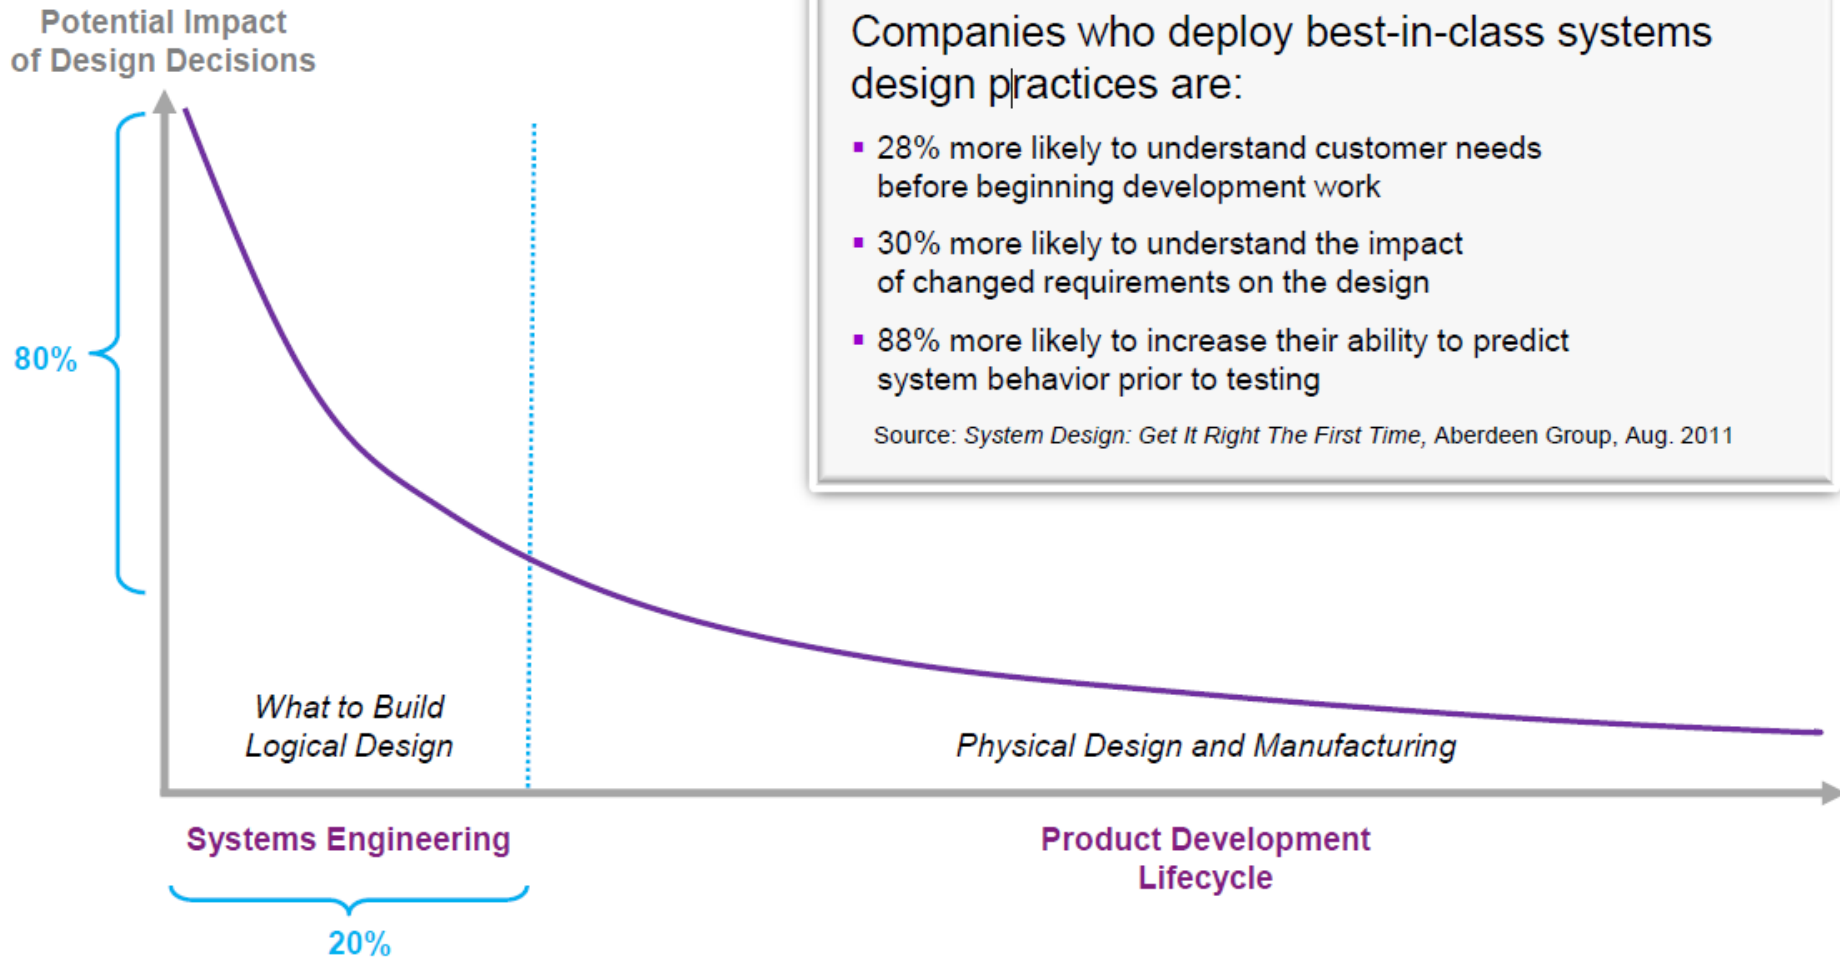 Potential Impact
of Design Decisions
Companies who deploy best-in-class systems
design practices are:
▪ 28% more likely to understand customer needs
before beginning development work
▪ 30% more likely to understand the impact
of changed requirements on the design
▪ 88% more likely to increase their ability to predict
system behavior prior to testing
Source: System Design: Get It Right The First Time, Aberdeen Group, Aug. 2011
80%
What to Build
Logical Design
Physical Design and Manufacturing
Systems Engineering
Product Development
Lifecycle
20%